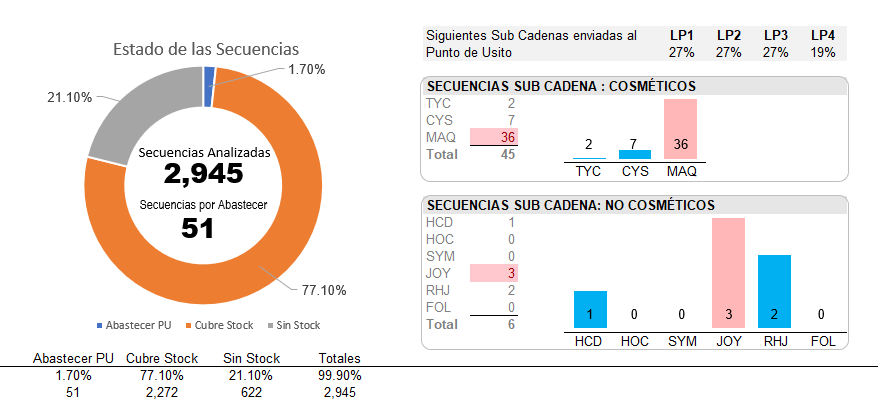 Estado de las Secuencias
1.70%
21.10%
Secuencias Analizadas
2,945
Secuencias por Abastecer
51
77.10%
Abastecer PU Cubre Stock Sin Stock
Abastecer PU Cubre Stock Sin Stock Totales
1.70% 77.10% 21.10% 99.90%
51 2,272 622 2,945
Siguientes Sub Cadenas enviadas al LP1 LP2 LP3 LP4
Punto de Usito 27% 27% 27% 19%
SECUENCIAS SUB CADENA : COSMÉTICOS
TYC 2
CYS 7
MAQ 36
Total 45
2 7 36
TYC CYS MAQ
SECUENCIAS SUB CADENA: NO COSMÉTICOS
HCD 1
HOC 0
SYM 0
JOY 3
RHJ 2
FOL 0
Total 6
1 0 0 3 2 0
HCD HOC SYM JOY RHJ FOL